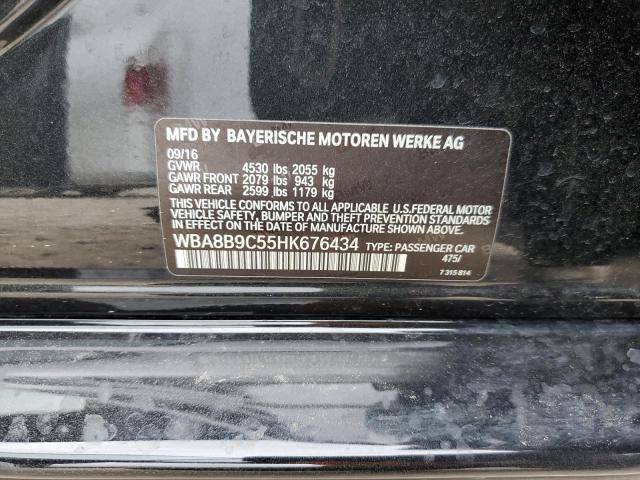 MFD BY BAYERISCHE MOTOREN WERKE AG
09/16
GVWR 4530 lbs 2055 kg
GAWR FRONT 2079 lbs 943 kg
GAWR REAR 2599 lbs 1179 kg
THIS VEHICLE CONFORMS TO ALL APPLICABLE U.S.FEDERAL MOTOR
VEHICLE SAFETY, BUMPER AND THEFT PREVENTION STANDARDS
IN EFFECT ON THE DATE OF MANUFACTURE SHOWN ABOVE.
WBA8B9C55HK676434 TYPE: PASSENGER CAR
475/
7 315 814